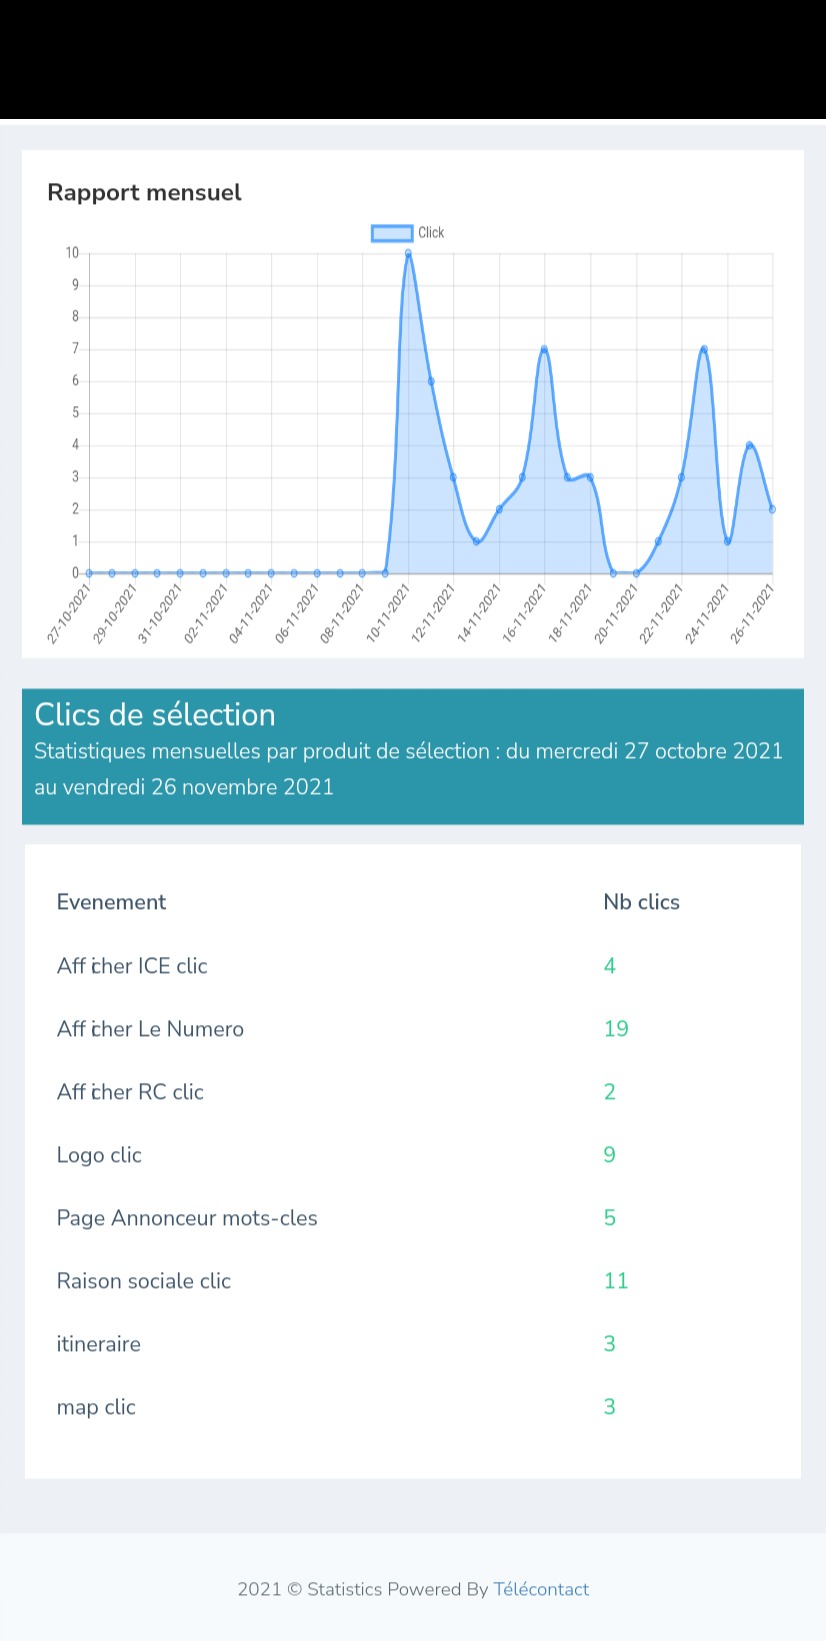 Rapport mensuel
Click
10
9
8
7
6
5
4
3
2
1
0
27-10-2021
29-10-2021
31-10-2021
02-11-2021
04-11-2021
06-11-2021
08-11-2021
10-11-2021
12-11-2021
14-11-2021
16-11-2021
18-11-2021
20-11-2021
22-11-2021
24-11-2021
26-11-2021
Clics de sélection
Statistiques mensuelles par produit de sélection : du mercredi 27 octobre 2021
au vendredi 26 novembre 2021
Evenement Nb clics
Afficher ICE clic 4
Afficher Le Numero 19
Afficher RC clic 2
Logo clic 9
Page Annonceur mots-cles 5
Raison sociale clic 11
itineraire 3
map clic 3
2021 © Statistics Powered By Télécontact